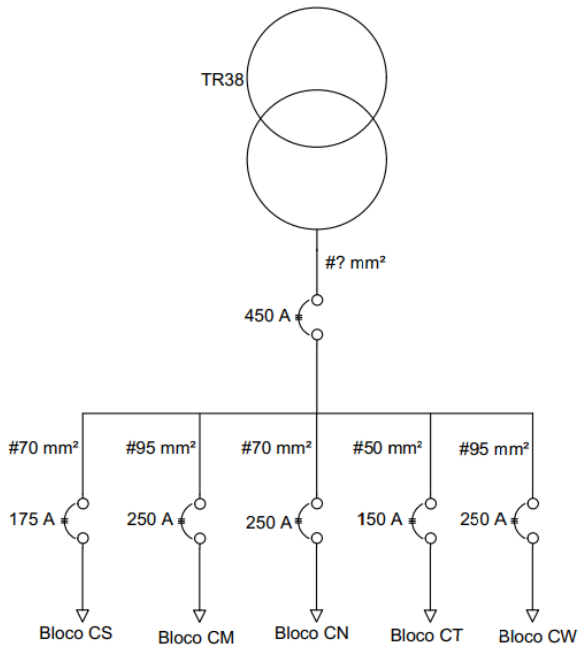 TR38
#? mm²
450 A
#70 mm² #95 mm² #70 mm² #50 mm² #95 mm²
175 A 250 A 250 A 150 A 250 A
Bloco CS Bloco CM Bloco CN Bloco CT Bloco CW